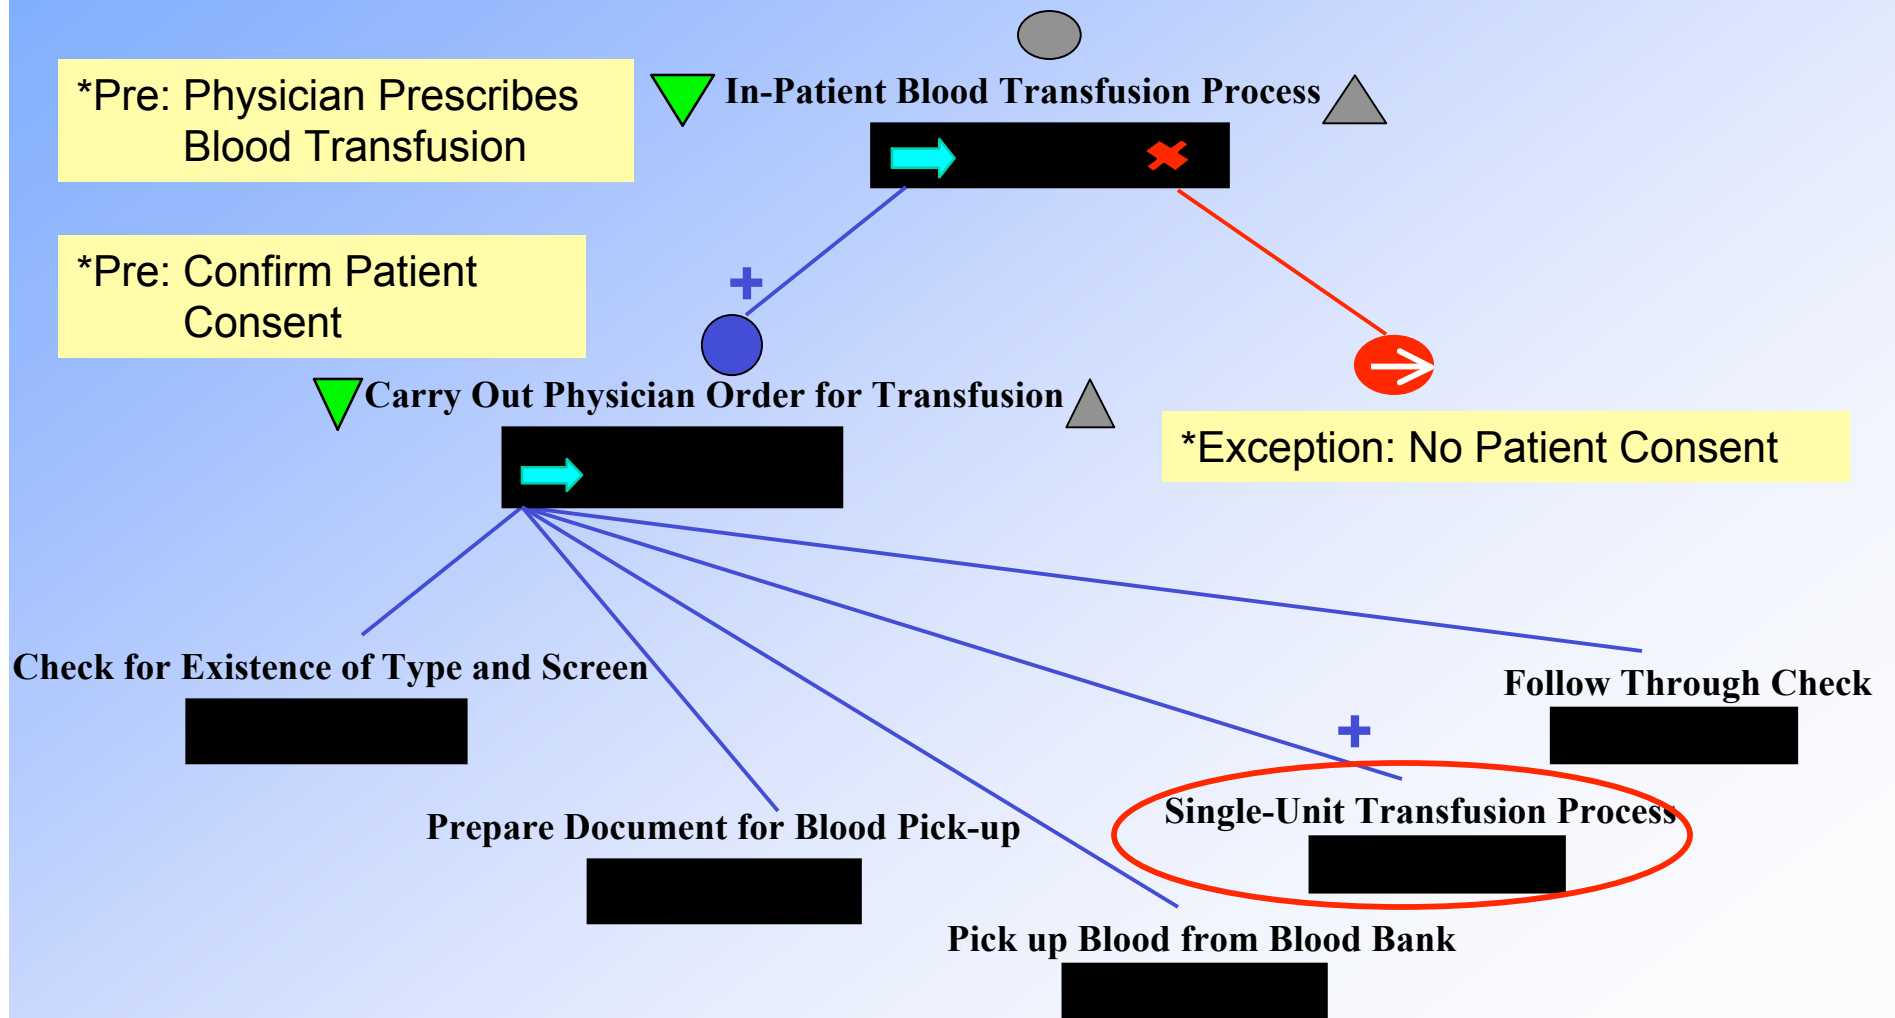 *Pre: Physician Prescribes
Blood Transfusion
In-Patient Blood Transfusion Process
*Pre: Confirm Patient
Consent
Carry Out Physician Order for Transfusion
*Exception: No Patient Consent
Check for Existence of Type and Screen
Follow Through Check
Prepare Document for Blood Pick-up
Single-Unit Transfusion Process
Pick up Blood from Blood Bank